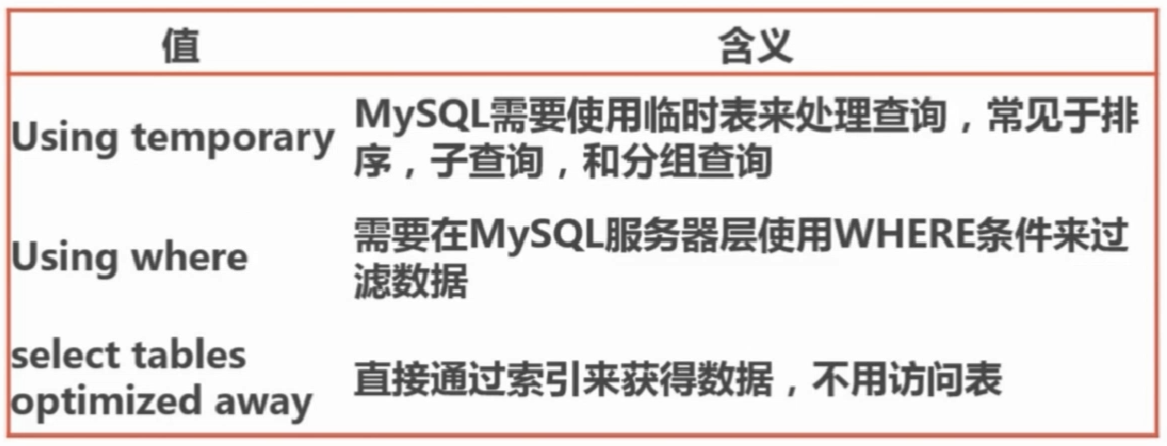 值 含义
Using temporary MySQL需要使用临时表来处理查询，常见于排
序，子查询，和分组查询
Using where 需要在MySQL服务器层使用WHERE条件来过
滤数据
select tables
optimized away 直接通过索引来获得数据，不用访问表